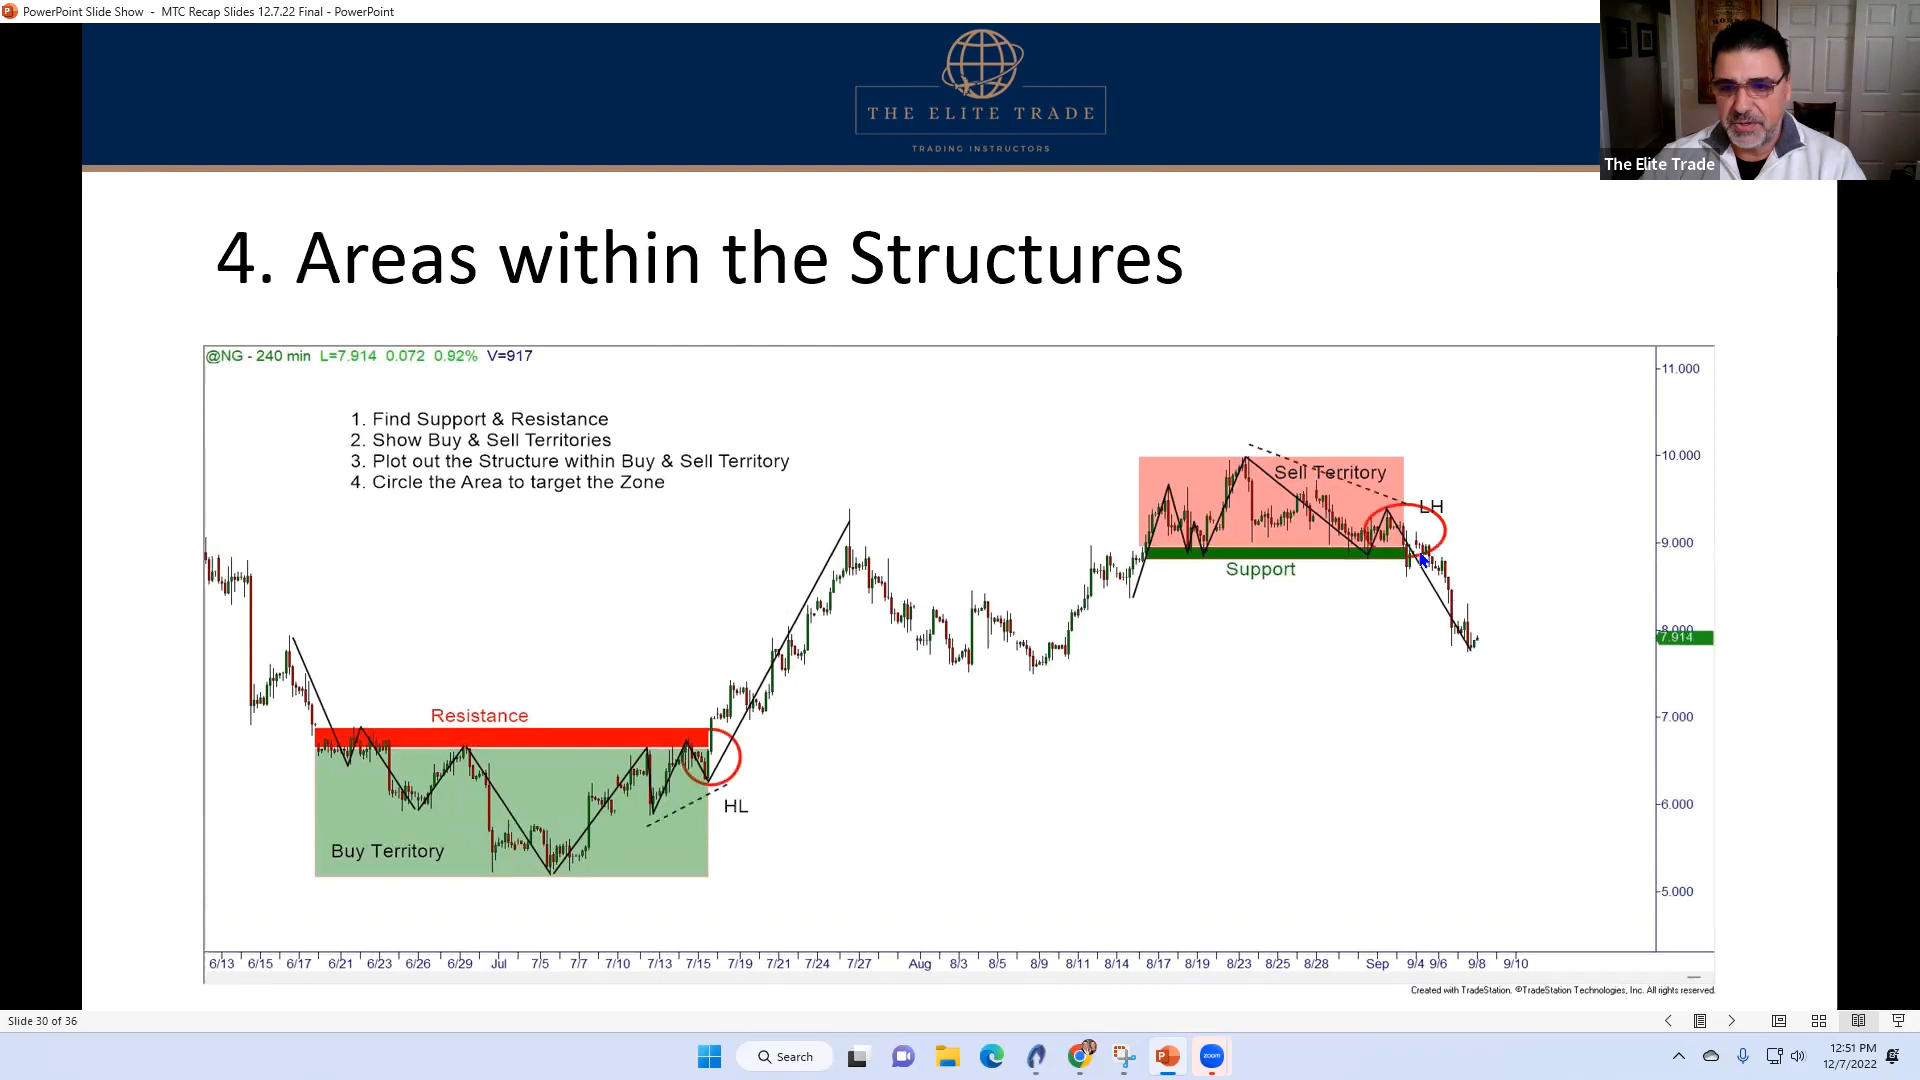 PowerPoint Slide Show - MTC Recap Slides 12.7.22 Final - PowerPoint
THE ELITE TRADE
TRADING INSTRUCTORS
The Elite Trade
4. Areas within the Structures
@NG - 240 min L=7.914 0.072 0.92% V=917
1. Find Support & Resistance
2. Show Buy & Sell Territories
3. Plot out the Structure within Buy & Sell Territory
4. Circle the Area to target the Zone
11.000
10.000
Sell Territory
LH
9.000
Support
8.000
7.914
Resistance
7.000
HL
6.000
Buy Territory
5.000
6/13 6/15 6/17 6/21 6/23 6/26 6/29 Jul 7/5 7/7 7/10 7/13 7/15 7/19 7/21 7/24 7/27 Aug 8/3 8/5 8/9 8/11 8/14 8/17 8/19 8/23 8/25 8/28 Sep 9/4 9/6 9/8 9/10
Created with TradeStation. ©TradeStation Technologies, Inc. All rights reserved.
Slide 30 of 36
Search
zoom
12:51 PM
12/7/2022